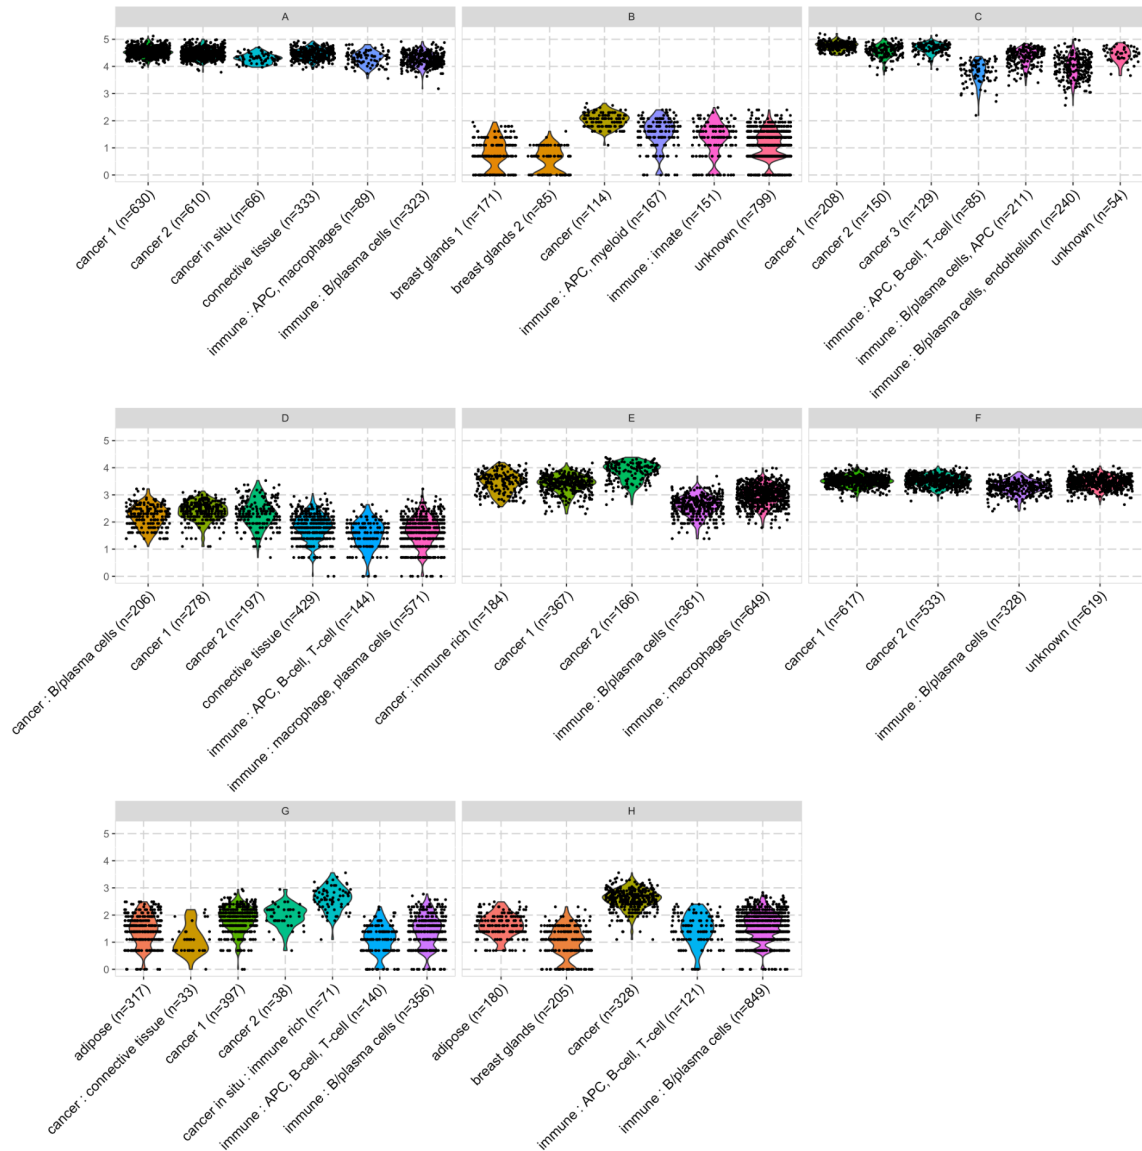 A
B
C
5
4
3
2
1
0
cancer 1 (n=630)
cancer 2 (n=610)
cancer in situ (n=66)
connective tissue (n=333)
immune : APC, macrophages (n=89)
immune : B/plasma cells (n=323)
breast glands 1 (n=171)
breast glands 2 (n=85)
cancer (n=114)
immune : APC, myeloid (n=167)
immune : innate (n=151)
unknown (n=799)
cancer 1 (n=208)
cancer 2 (n=150)
cancer 3 (n=129)
immune : APC, B-cell, T-cell (n=85)
immune : B/plasma cells, APC (n=211)
immune : B/plasma cells, endothelium (n=240)
unknown (n=54)
D
E
F
5
4
3
2
1
0
cancer : B/plasma cells (n=206)
cancer 1 (n=278)
cancer 2 (n=197)
connective tissue (n=429)
immune : APC, B-cell, T-cell (n=144)
immune : macrophage, plasma cells (n=571)
cancer : immune rich (n=184)
cancer 1 (n=367)
cancer 2 (n=166)
immune : B/plasma cells (n=361)
immune : macrophages (n=649)
cancer 1 (n=617)
cancer 2 (n=533)
immune : B/plasma cells (n=328)
unknown (n=619)
G
H
5
4
3
2
1
0
adipose (n=317)
cancer : connective tissue (n=33)
cancer 1 (n=397)
cancer 2 (n=38)
cancer in situ : immune rich (n=71)
immune : APC, B-cell, T-cell (n=140)
immune : B/plasma cells (n=356)
adipose (n=180)
breast glands (n=205)
cancer (n=328)
immune : APC, B-cell, T-cell (n=121)
immune : B/plasma cells (n=849)